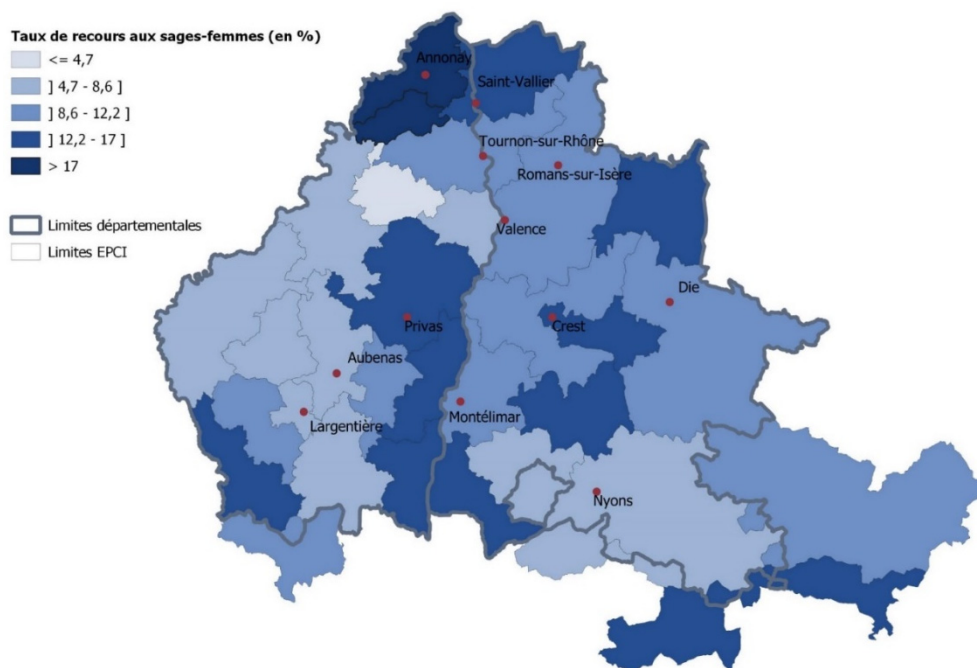 Taux de recours aux sages-femmes (en %)
<= 4,7
] 4,7 - 8,6 ]
] 8,6 - 12,2 ]
] 12,2 - 17 ]
> 17
Limites départementales
Limites EPCI
Annonay
Saint-Vallier
Tournon-sur-Rhône
Romans-sur-Isère
Valence
Die
Privas
Crest
Aubenas
Largentière
Montélimar
Nyons